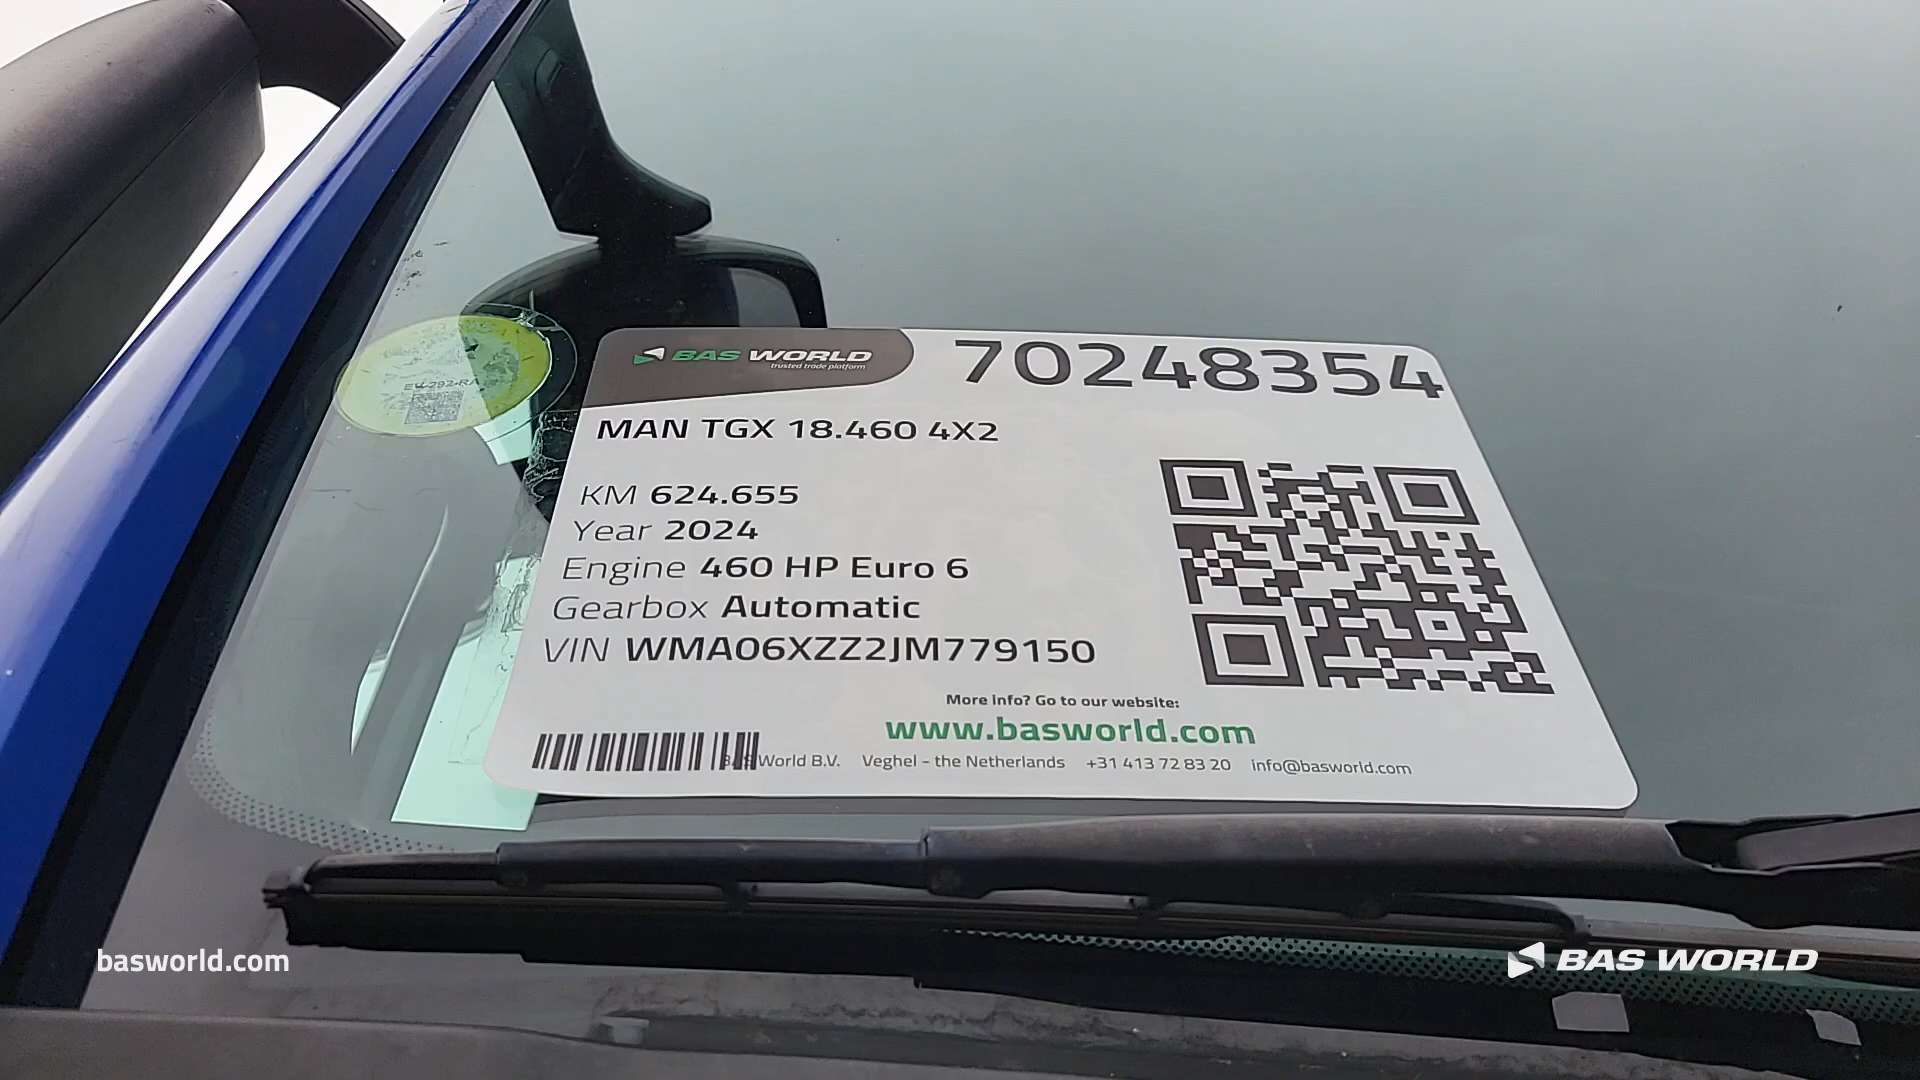 BAS WORLD
trusted trade platform
70248354
MAN TGX 18.460 4X2
KM 624.655
Year 2024
Engine 460 HP Euro 6
Gearbox Automatic
VIN WMA06XZZ2JM779150
More info? Go to our website:
www.basworld.com
BAS World B.V. Veghel - the Netherlands +31 413 72 83 20 info@basworld.com
basworld.com
BAS WORLD